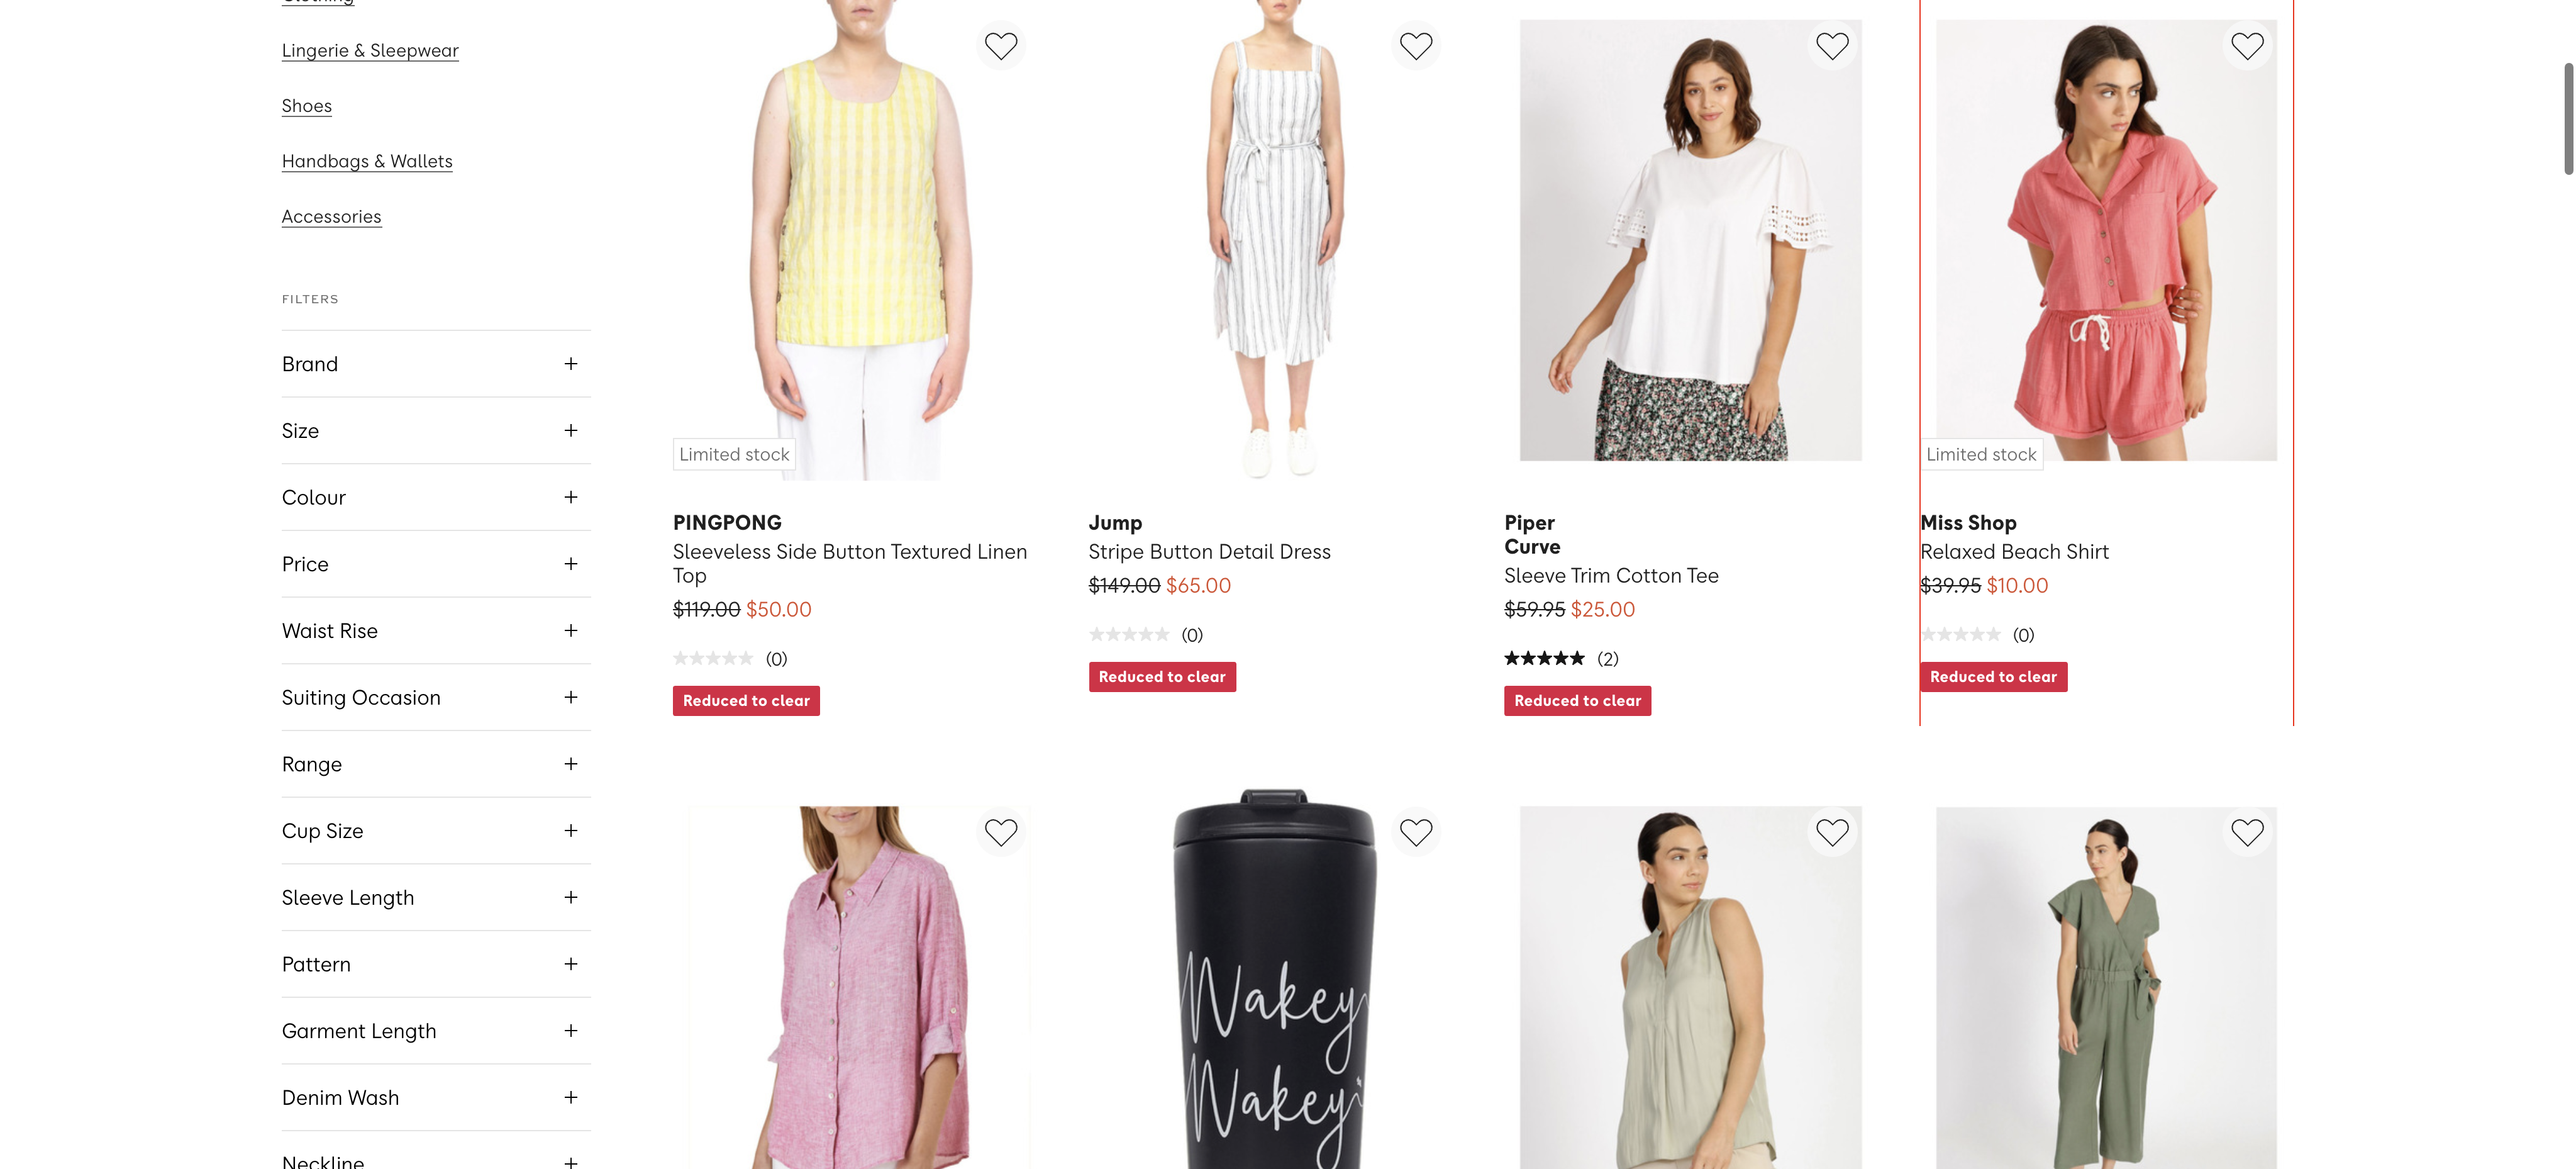 Clothing
Lingerie & Sleepwear
Shoes
Handbags & Wallets
Accessories
FILTERS
Brand
Size
Colour
Price
Waist Rise
Suiting Occasion
Range
Cup Size
Sleeve Length
Pattern
Garment Length
Denim Wash
Neckline
Limited stock
PINGPONG
Sleeveless Side Button Textured Linen
Top
$119.00 $50.00
(0)
Reduced to clear
Jump
Stripe Button Detail Dress
$149.00 $65.00
(0)
Reduced to clear
Piper
Curve
Sleeve Trim Cotton Tee
$59.95 $25.00
(2)
Reduced to clear
Limited stock
Miss Shop
Relaxed Beach Shirt
$39.95 $10.00
(0)
Reduced to clear
Wakey
Wakey